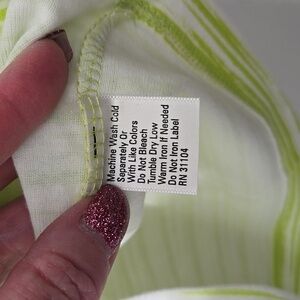 Machine Wash Cold
Separately Or
With Like Colors
Do Not Bleach
Tumble Dry Low
Warm Iron If Needed
Do Not Iron Label
RN 31104